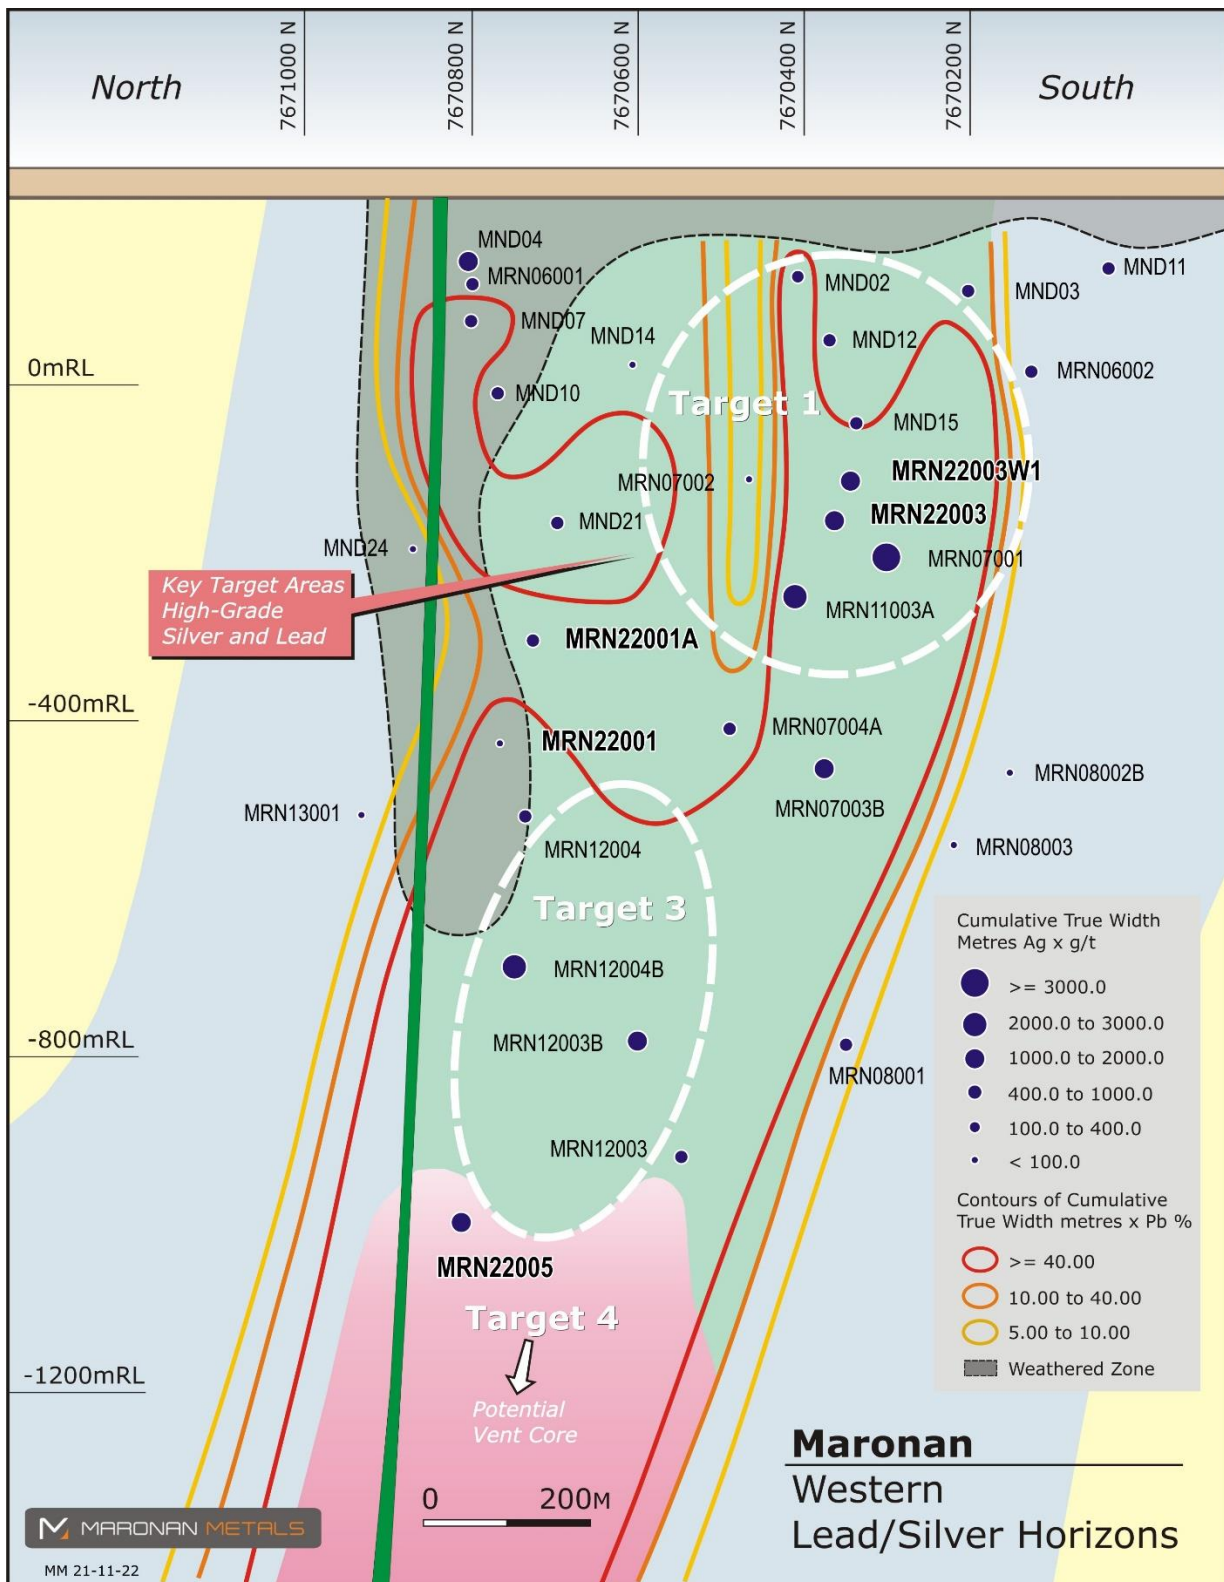 7671000 N
7670800 N
7670600 N
7670400 N
7670200 N
North
South
MND04
MRN06001
MND07
MND10
MND14
MND02
MND12
MND15
MND03
MND11
MRN06002
0mRL
Target 1
MRN07002
MRN22003W1
MRN22003
MND21
MND24
MRN07001
MRN11003A
Key Target Areas
High-Grade
Silver and Lead
MRN22001A
-400mRL
MRN22001
MRN07004A
MRN07003B
MRN08002B
MRN13001
MRN12004
MRN08003
Target 3
MRN12004B
MRN12003B
-800mRL
MRN08001
MRN12003
MRN22005
Target 4
Potential
Vent Core
-1200mRL
Cumulative True Width
Metres Ag x g/t
>= 3000.0
2000.0 to 3000.0
1000.0 to 2000.0
400.0 to 1000.0
100.0 to 400.0
< 100.0
Contours of Cumulative
True Width metres x Pb %
>= 40.00
10.00 to 40.00
5.00 to 10.00
Weathered Zone
0 200M
Maronan
Western
Lead/Silver Horizons
MARONAN METALS
MM 21-11-22